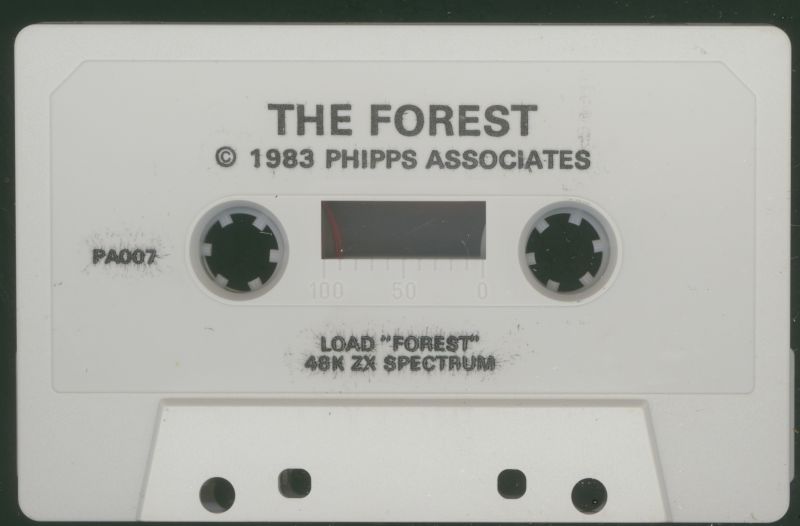 THE FOREST
© 1983 PHIPPS ASSOCIATES
PA007
100 50 0
LOAD "FOREST"
48K ZX SPECTRUM